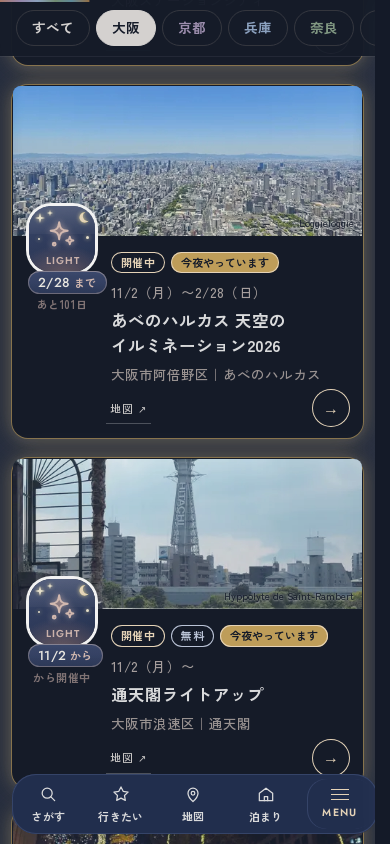 すべて
大阪
京都
兵庫
奈良
LoggieLoggie
LIGHT
2/28 まで
あと101日
開催中
今夜やっています
11/2（月）〜2/28（日）
あべのハルカス 天空の
イルミネーション2026
大阪市阿倍野区｜あべのハルカス
地図 ↗
→
HITACHI
Hyppolyte de Saint-Rambert
LIGHT
11/2 から
から開催中
開催中
無料
今夜やっています
11/2（月）〜
通天閣ライトアップ
大阪市浪速区｜通天閣
地図 ↗
→
さがす
行きたい
地図
泊まり
MENU